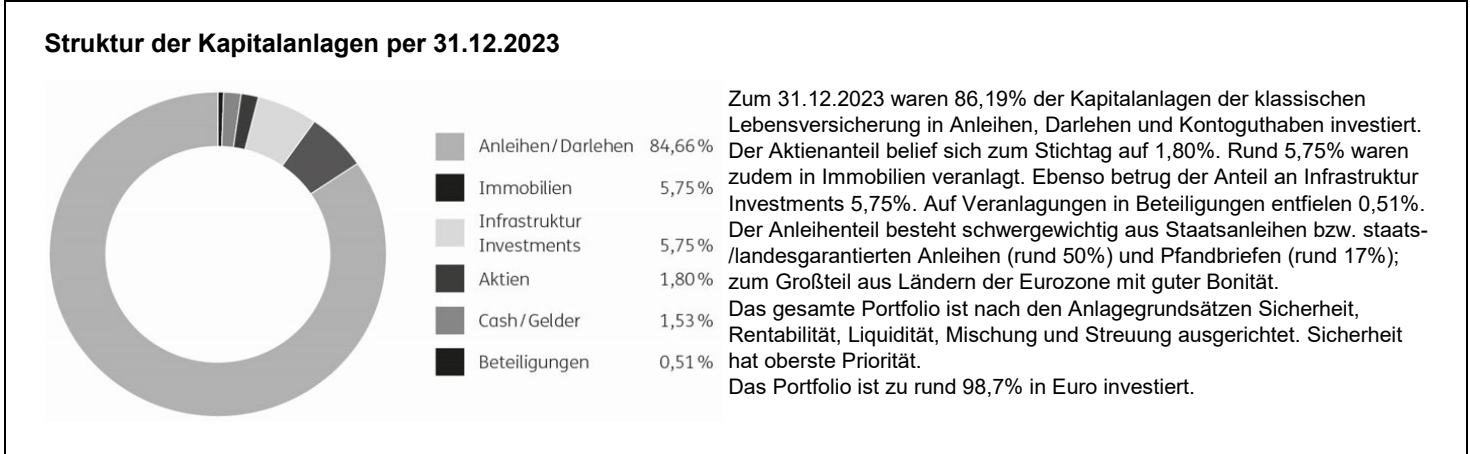 Struktur der Kapitalanlagen per 31.12.2023
Anleihen/Darlehen 84,66%
Immobilien 5,75%
Infrastruktur
Investments 5,75%
Aktien 1,80%
Cash/Gelder 1,53%
Beteiligungen 0,51%
Zum 31.12.2023 waren 86,19% der Kapitalanlagen der klassischen
Lebensversicherung in Anleihen, Darlehen und Kontoguthaben investiert.
Der Aktienanteil belief sich zum Stichtag auf 1,80%. Rund 5,75% waren
zudem in Immobilien veranlagt. Ebenso betrug der Anteil an Infrastruktur
Investments 5,75%. Auf Veranlagungen in Beteiligungen entfielen 0,51%.
Der Anleihenteil besteht schwergewichtig aus Staatsanleihen bzw. staats-
/landesgarantierten Anleihen (rund 50%) und Pfandbriefen (rund 17%);
zum Großteil aus Ländern der Eurozone mit guter Bonität.
Das gesamte Portfolio ist nach den Anlagegrundsätzen Sicherheit,
Rentabilität, Liquidität, Mischung und Streuung ausgerichtet. Sicherheit
hat oberste Priorität.
Das Portfolio ist zu rund 98,7% in Euro investiert.